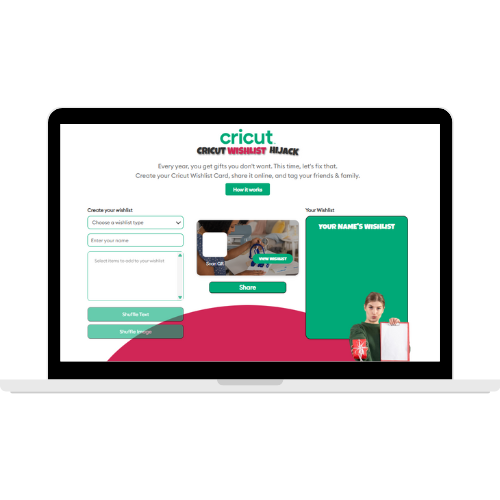 cricut
CRICUT WISHLIST HIJACK
Every year, you get gifts you don't want. This time, let's fix that.
Create your Cricut Wishlist Card, share it online, and tag your friends & family.
How it works
Create your wishlist
Choose a wishlist type
Enter your name
Select items to add to your wishlist
Shuffle Text
Shuffle Image
Scan QR
VIEW WISHLIST
Share
Your Wishlist
YOUR NAME'S WISHLIST